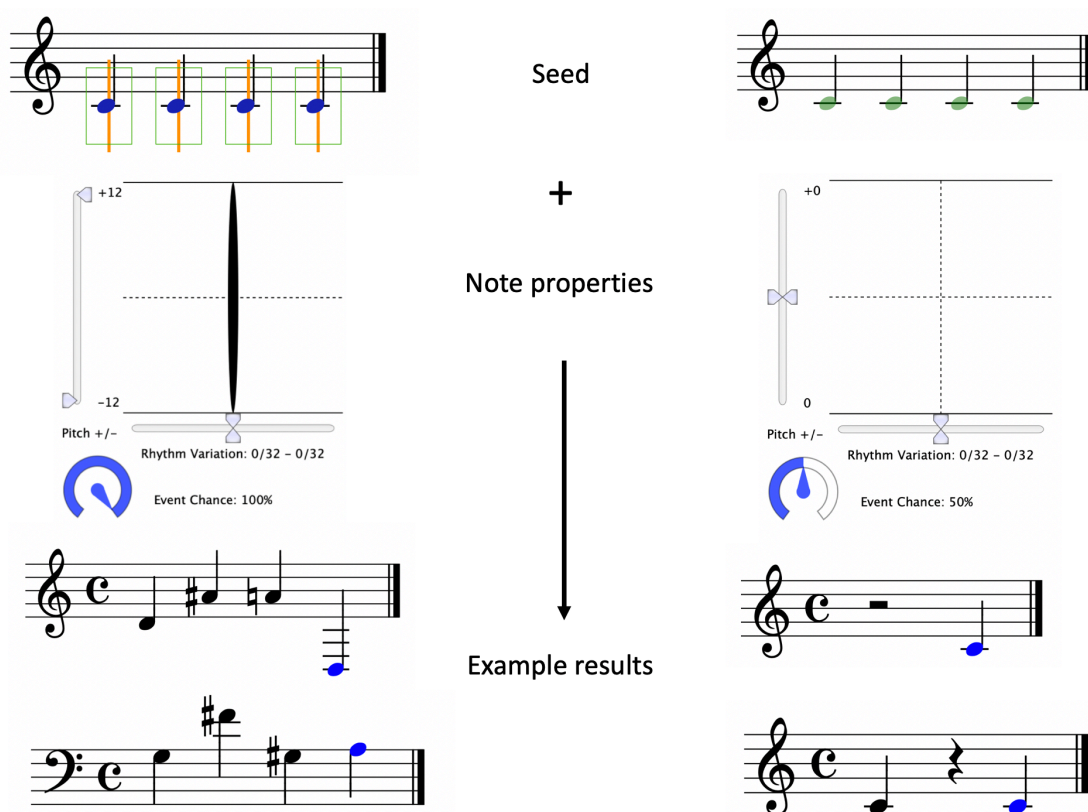 Seed
+12
+0
+
Note properties
−12
0
Pitch +/−
Pitch +/−
Rhythm Variation: 0/32 − 0/32
Rhythm Variation: 0/32 − 0/32
Event Chance: 100%
Event Chance: 50%
Example results